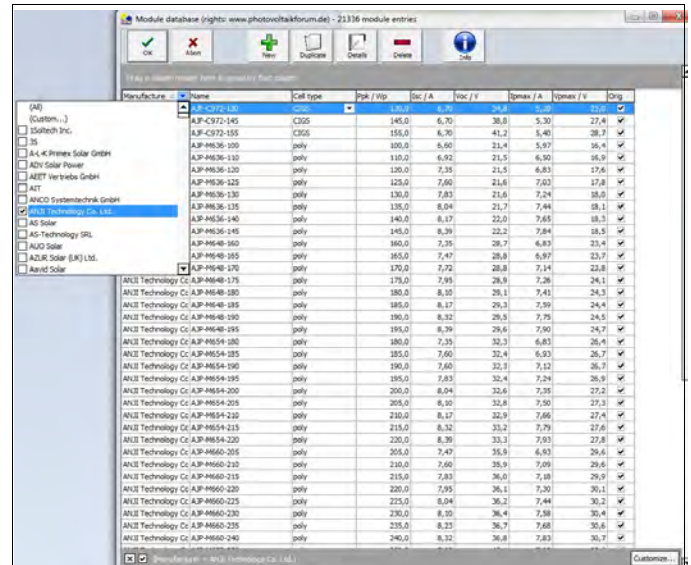 Module database (rights: www.photovoltaikforum.de) - 21336 module entries
OK Abort New Duplicate Details Delete Info
Manufacture Name Cell type Ppk / Wp Isc / A Voc / V Ipmax / A Vpmax / V Orig
(All)
(Custom...)
1Soltech Inc.
3S
A-L-K Primex Solar GmbH
ADV Solar Power
AEET Vertriebs GmbH
AIT
ANCO Systemtechnik GmbH
ANJI Technology Co. Ltd.
AS Solar
AS-Technology SRL
AUO Solar
AZUR Solar (UK) Ltd.
Aavid Solar
AJP-C972-130 CIGS 130,0 6,70 34,8 5,20 25,0
AJP-C972-145 CIGS 145,0 6,70 38,8 5,30 27,4
AJP-C972-155 CIGS 155,0 6,70 41,2 5,40 28,7
AJP-M636-100 poly 100,0 6,60 21,4 5,97 16,4
AJP-M636-110 poly 110,0 6,92 21,5 6,50 16,9
AJP-M636-120 poly 120,0 7,35 21,5 6,83 17,6
AJP-M636-125 poly 125,0 7,60 21,6 7,03 17,8
AJP-M636-130 poly 130,0 7,83 21,6 7,24 18,0
AJP-M636-135 poly 135,0 8,04 21,7 7,44 18,1
AJP-M636-140 poly 140,0 8,17 22,0 7,65 18,3
AJP-M636-145 poly 145,0 8,39 22,2 7,84 18,5
AJP-M648-160 poly 160,0 7,35 28,7 6,83 23,4
AJP-M648-165 poly 165,0 7,47 28,8 6,97 23,7
AJP-M648-170 poly 170,0 7,72 28,8 7,14 23,8
ANJI Technology Cc AJP-M648-175 poly 175,0 7,95 28,9 7,26 24,1
ANJI Technology Cc AJP-M648-180 poly 180,0 8,10 29,1 7,41 24,3
ANJI Technology Cc AJP-M648-185 poly 185,0 8,17 29,3 7,59 24,4
ANJI Technology Cc AJP-M648-190 poly 190,0 8,32 29,5 7,75 24,5
ANJI Technology Cc AJP-M648-195 poly 195,0 8,39 29,6 7,90 24,7
ANJI Technology Cc AJP-M654-180 poly 180,0 7,35 32,3 6,83 26,4
ANJI Technology Cc AJP-M654-185 poly 185,0 7,60 32,4 6,93 26,7
ANJI Technology Cc AJP-M654-190 poly 190,0 7,60 32,3 7,12 26,7
ANJI Technology Cc AJP-M654-195 poly 195,0 7,83 32,4 7,24 26,9
ANJI Technology Cc AJP-M654-200 poly 200,0 8,04 32,6 7,35 27,2
ANJI Technology Cc AJP-M654-205 poly 205,0 8,10 32,8 7,50 27,3
ANJI Technology Cc AJP-M654-210 poly 210,0 8,17 32,9 7,66 27,4
ANJI Technology Cc AJP-M654-215 poly 215,0 8,32 33,2 7,79 27,6
ANJI Technology Cc AJP-M654-220 poly 220,0 8,39 33,3 7,93 27,8
ANJI Technology Cc AJP-M660-205 poly 205,0 7,47 35,9 6,93 29,6
ANJI Technology Cc AJP-M660-210 poly 210,0 7,60 35,9 7,09 29,6
ANJI Technology Cc AJP-M660-215 poly 215,0 7,83 36,0 7,18 29,9
ANJI Technology Cc AJP-M660-220 poly 220,0 7,95 36,1 7,30 30,1
ANJI Technology Cc AJP-M660-225 poly 225,0 8,04 36,2 7,44 30,2
ANJI Technology Cc AJP-M660-230 poly 230,0 8,10 36,4 7,58 30,4
ANJI Technology Cc AJP-M660-235 poly 235,0 8,23 36,7 7,68 30,6
ANJI Technology Cc AJP-M660-240 poly 240,0 8,32 36,8 7,83 30,7
(Manufacture = ANJI Technology Co. Ltd.) Customize...